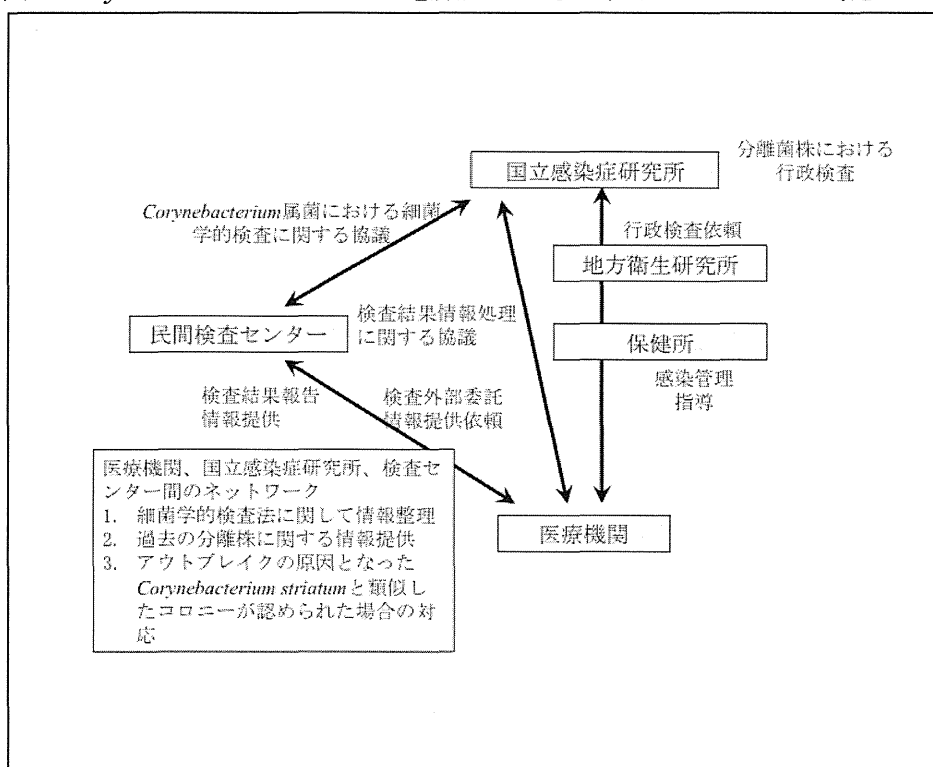 分離菌株における
行政検査
国立感染症研究所
Corynebacterium属菌における細菌
学的検査に関する協議
行政検査依頼
地方衛生研究所
検査結果情報処理
に関する協議
民間検査センター
保健所
感染管理
指導
検査結果報告
情報提供
検査外部委託
情報提供依頼
医療機関、国立感染症研究所、検査セ
ンター間のネットワーク
1. 細菌学的検査法に関して情報整理
2. 過去の分離株に関する情報提供
3. アウトブレイクの原因となった
Corynebacterium striatumと類似し
たコロニーが認められた場合の対
応
医療機関